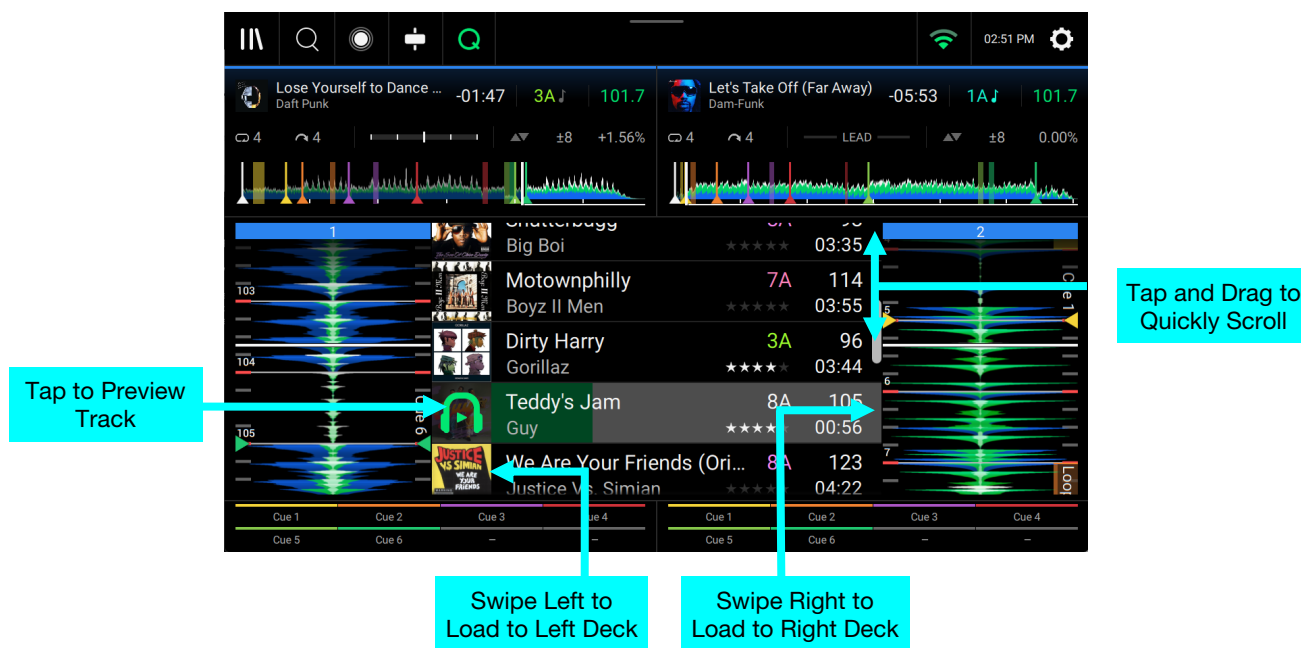 02:51 PM
Lose Yourself to Dance ...
Daft Punk
-01:47
3A♪
101.7
Let's Take Off (Far Away)
Dam-Funk
-05:53
1A♪
101.7
4
4
±8
+1.56%
4
4
LEAD
±8
0.00%
1
103
104
105
Cue 6
Big Boi
03:35
Motownphilly
7A
114
Boyz II Men
03:55
Dirty Harry
3A
96
Gorillaz
03:44
Teddy's Jam
8A
105
Guy
00:56
JUSTICE
VS SIMIAN
WE ARE
YOUR
FRIENDS
We Are Your Friends (Ori...
8A
123
Justice Vs. Simian
04:22
2
5
6
7
Loop
Cue 1
Cue 2
Cue 3
Cue 4
Cue 5
Cue 6
–
–
Cue 1
Cue 2
Cue 3
Cue 4
Cue 5
Cue 6
–
–
Tap to Preview
Track
Tap and Drag to
Quickly Scroll
Swipe Left to
Load to Left Deck
Swipe Right to
Load to Right Deck